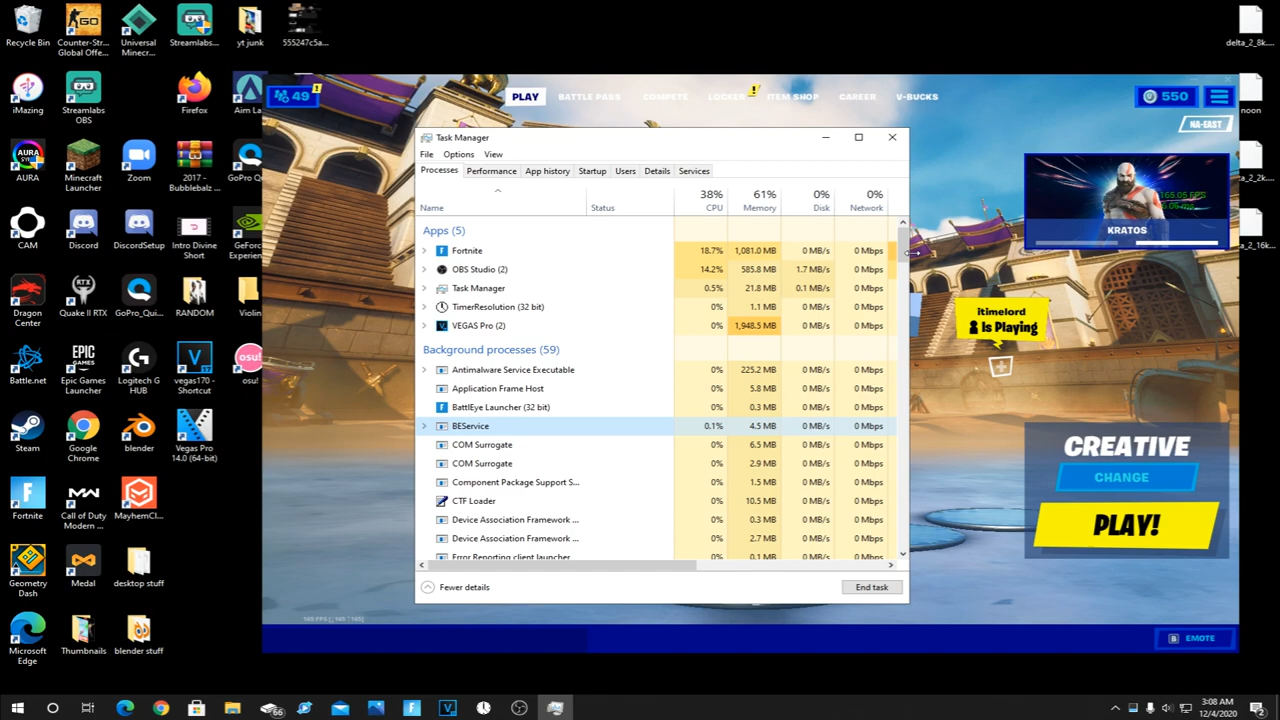 Recycle Bin
Counter-Str... Global Offe...
Universal Minecr...
Streamlabs...
yt junk
555247c5a...
delta_2_8k....
iMazing
Streamlabs OBS
Firefox
Aim La
noon
AURA
Minecraft Launcher
Zoom
2017 - Bubblebalz ...
GoPro Q
CAM
Discord
DiscordSetup
Intro Divine Short
GeForce Experien
Dragon Center
Quake II RTX
GoPro_Qui...
RANDOM
Violin
Battle.net
Epic Games Launcher
Logitech G HUB
vegas170 - Shortcut
osu!
Steam
Google Chrome
blender
Vegas Pro 14.0 (64-bit)
Fortnite
Call of Duty Modern ...
MayhemCl...
Geometry Dash
Medal
desktop stuff
Microsoft Edge
Thumbnails
blender stuff
49
PLAY
BATTLE PASS
COMPETE
LOCKER
ITEM SHOP
CAREER
V-BUCKS
550
NA-EAST
KRATOS
itimelord
Is Playing
CREATIVE
CHANGE
PLAY!
B EMOTE
Task Manager
File Options View
Processes Performance App history Startup Users Details Services
38% 61% 0% 0%
Name Status CPU Memory Disk Network
Apps (5)
Fortnite 18.7% 1,081.0 MB 0 MB/s 0 Mbps
OBS Studio (2) 14.2% 585.8 MB 1.7 MB/s 0 Mbps
Task Manager 0.5% 21.8 MB 0.1 MB/s 0 Mbps
TimerResolution (32 bit) 0% 1.1 MB 0 MB/s 0 Mbps
VEGAS Pro (2) 0% 1,948.5 MB 0 MB/s 0 Mbps
Background processes (59)
Antimalware Service Executable 0% 225.2 MB 0 MB/s 0 Mbps
Application Frame Host 0% 5.8 MB 0 MB/s 0 Mbps
BattlEye Launcher (32 bit) 0% 0.3 MB 0 MB/s 0 Mbps
BEService 0.1% 4.5 MB 0 MB/s 0 Mbps
COM Surrogate 0% 6.5 MB 0 MB/s 0 Mbps
COM Surrogate 0% 2.9 MB 0 MB/s 0 Mbps
Component Package Support S... 0% 1.5 MB 0 MB/s 0 Mbps
CTF Loader 0% 10.5 MB 0 MB/s 0 Mbps
Device Association Framework ... 0% 0.3 MB 0 MB/s 0 Mbps
Device Association Framework ... 0% 2.7 MB 0 MB/s 0 Mbps
Error Reporting client launcher 0% 0.1 MB 0 MB/s 0 Mbps
Fewer details
End task
66
3:08 AM
12/4/2020
2